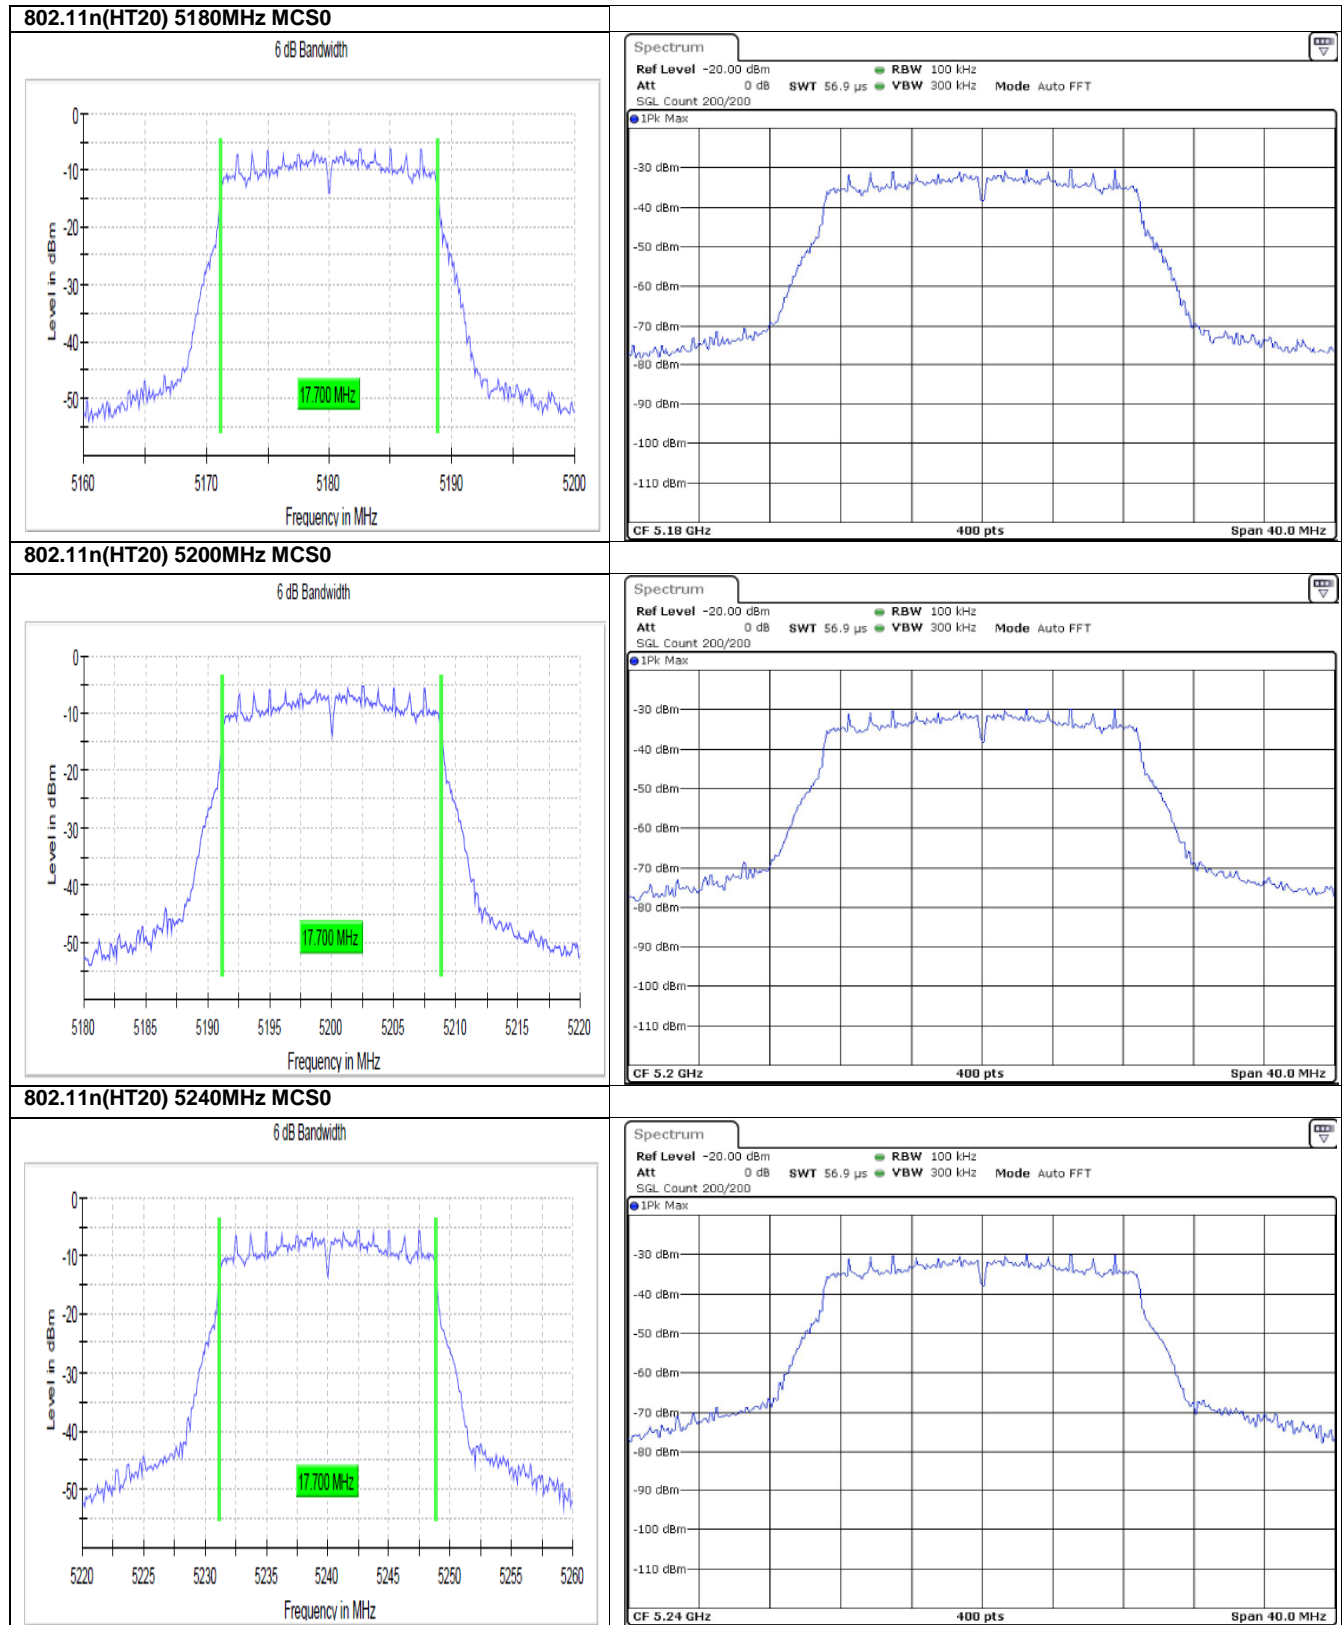 802.11n(HT20) 5180MHz MCS0
6 dB Bandwidth
0
-10
-20
-30
-40
-50
Level in dBm
17.700 MHz
5160 5170 5180 5190 5200
Frequency in MHz
Spectrum
Ref Level -20.00 dBm RBW 100 kHz
Att 0 dB SWT 56.9 µs VBW 300 kHz Mode Auto FFT
SGL Count 200/200
1Pk Max
-30 dBm
-40 dBm
-50 dBm
-60 dBm
-70 dBm
-80 dBm
-90 dBm
-100 dBm
-110 dBm
CF 5.18 GHz 400 pts Span 40.0 MHz
802.11n(HT20) 5200MHz MCS0
6 dB Bandwidth
0
-10
-20
-30
-40
-50
Level in dBm
17.700 MHz
5180 5185 5190 5195 5200 5205 5210 5215 5220
Frequency in MHz
Spectrum
Ref Level -20.00 dBm RBW 100 kHz
Att 0 dB SWT 56.9 µs VBW 300 kHz Mode Auto FFT
SGL Count 200/200
1Pk Max
-30 dBm
-40 dBm
-50 dBm
-60 dBm
-70 dBm
-80 dBm
-90 dBm
-100 dBm
-110 dBm
CF 5.2 GHz 400 pts Span 40.0 MHz
802.11n(HT20) 5240MHz MCS0
6 dB Bandwidth
0
-10
-20
-30
-40
-50
Level in dBm
17.700 MHz
5220 5225 5230 5235 5240 5245 5250 5255 5260
Frequency in MHz
Spectrum
Ref Level -20.00 dBm RBW 100 kHz
Att 0 dB SWT 56.9 µs VBW 300 kHz Mode Auto FFT
SGL Count 200/200
1Pk Max
-30 dBm
-40 dBm
-50 dBm
-60 dBm
-70 dBm
-80 dBm
-90 dBm
-100 dBm
-110 dBm
CF 5.24 GHz 400 pts Span 40.0 MHz